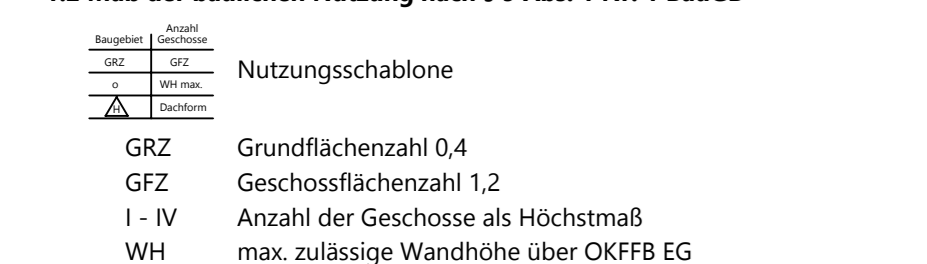 Anzahl
Baugebiet Geschosse
GRZ GFZ
o WH max.
H Dachform
Nutzungsschablone
GRZ Grundflächenzahl 0,4
GFZ Geschossflächenzahl 1,2
I - IV Anzahl der Geschosse als Höchstmaß
WH max. zulässige Wandhöhe über OKFFB EG